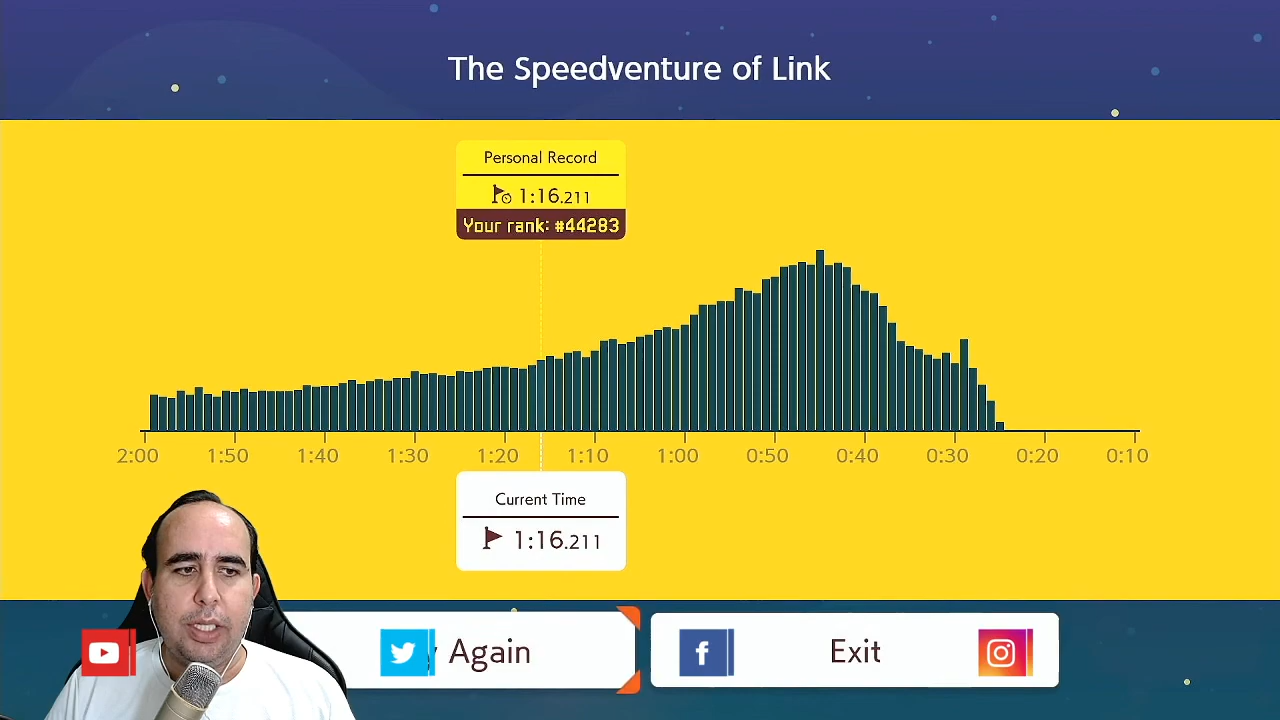 The Speedventure of Link
Personal Record
1:16.211
Your rank: #44283
2:00 1:50 1:40 1:30 1:20 1:10 1:00 0:50 0:40 0:30 0:20 0:10
Current Time
1:16.211
Again
Exit